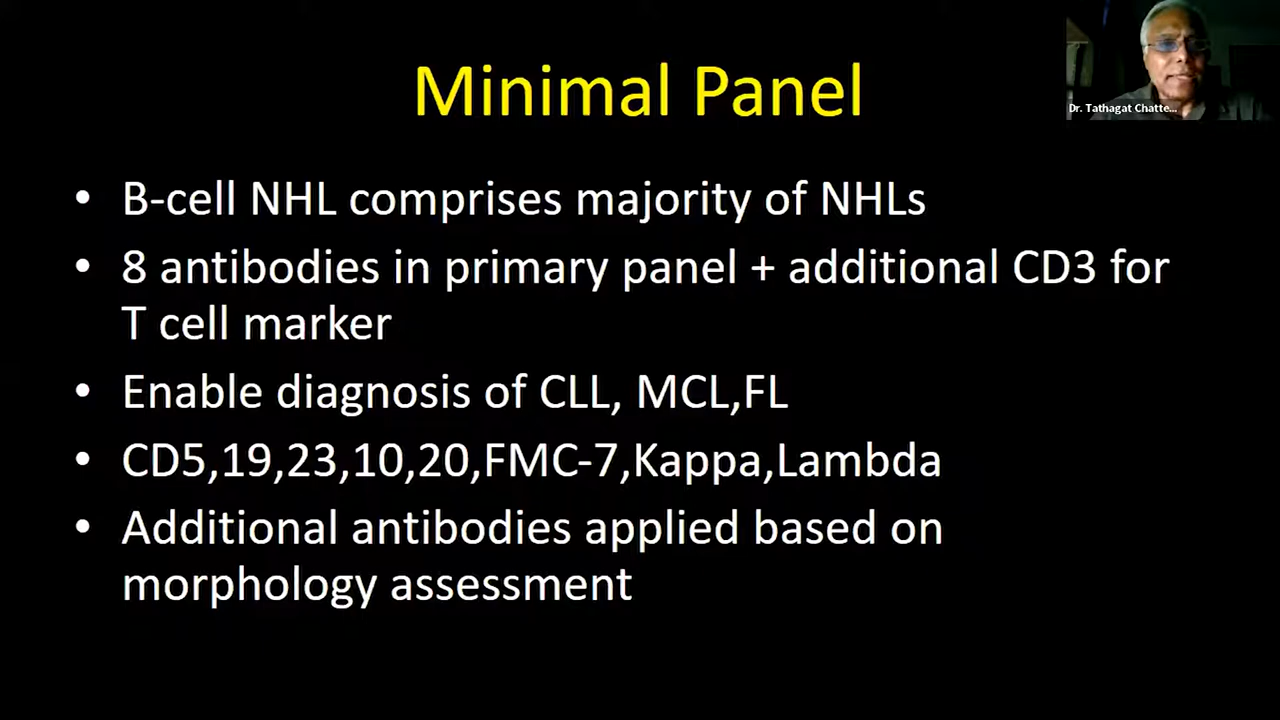 Minimal Panel
Dr. Tathagat Chatte...
• B-cell NHL comprises majority of NHLs
• 8 antibodies in primary panel + additional CD3 for
T cell marker
• Enable diagnosis of CLL, MCL,FL
• CD5,19,23,10,20,FMC-7,Kappa,Lambda
• Additional antibodies applied based on
morphology assessment